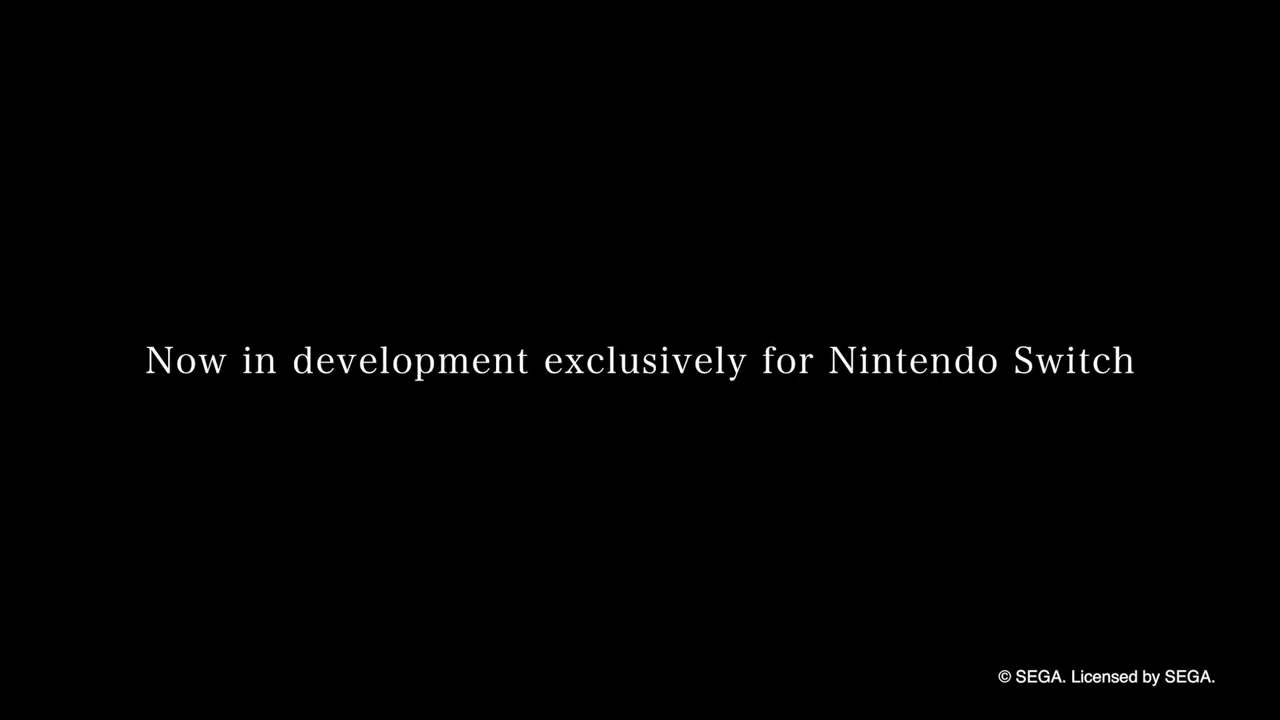 Now in development exclusively for Nintendo Switch
© SEGA. Licensed by SEGA.